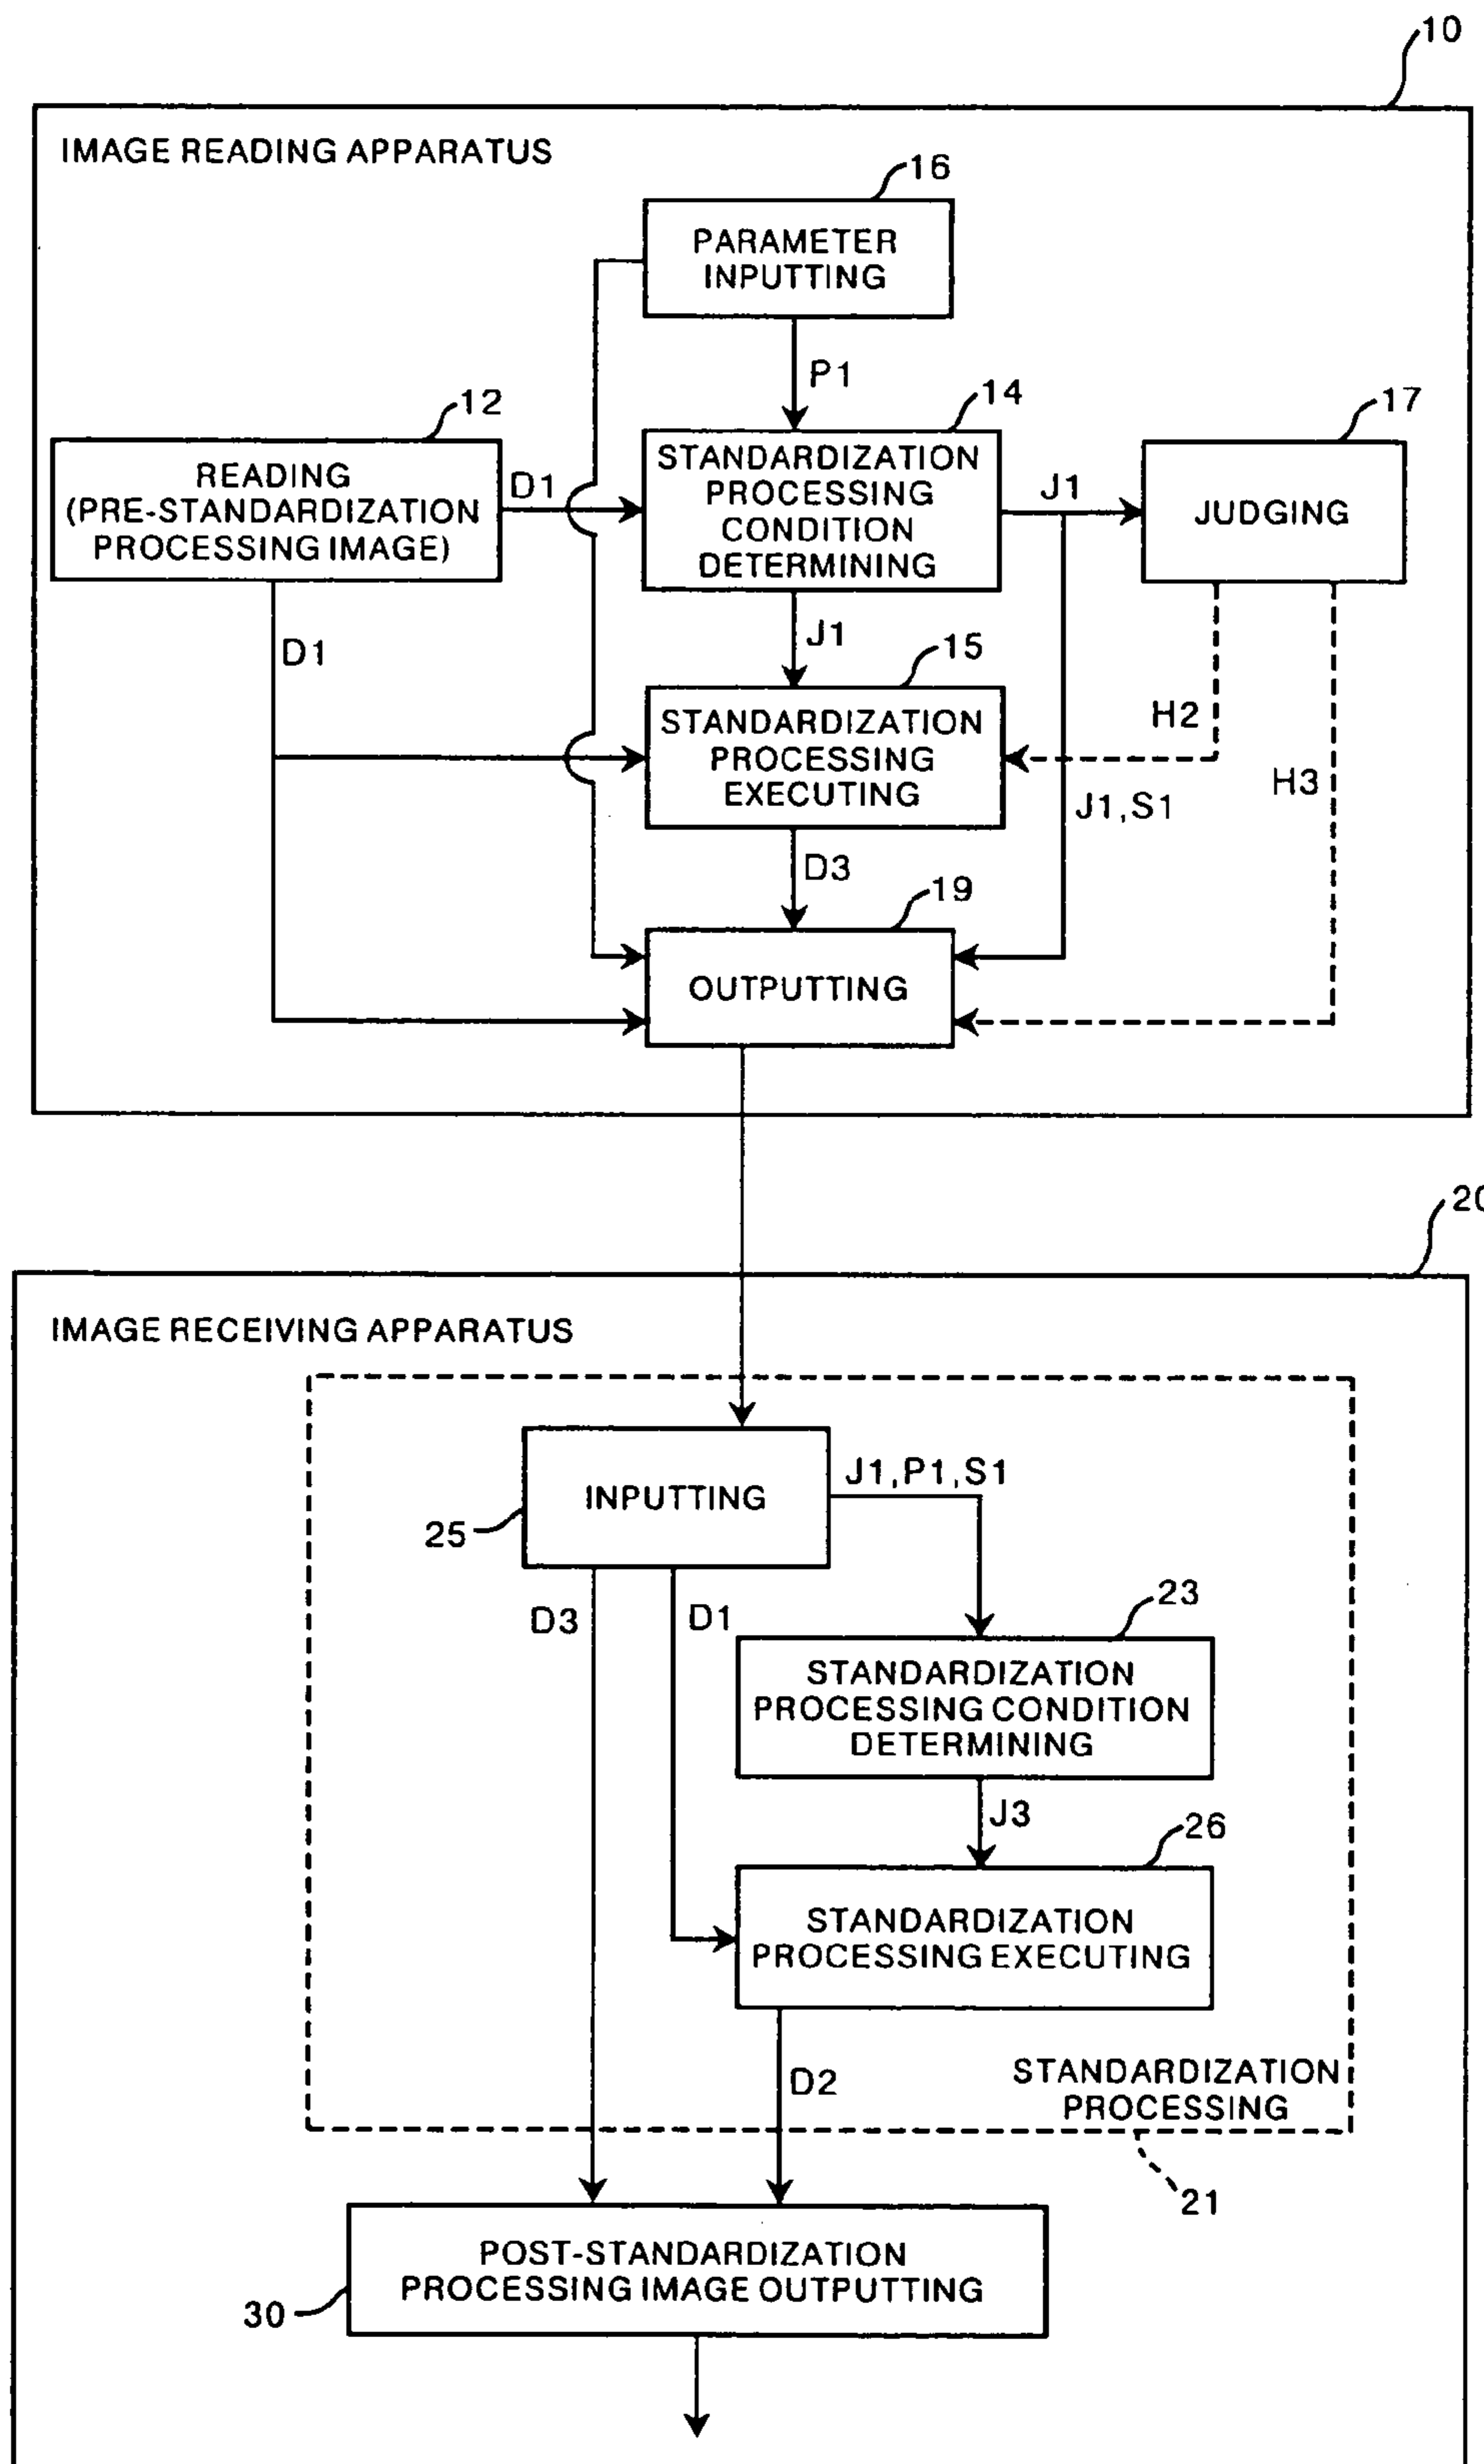 10
IMAGE READING APPARATUS
16
PARAMETER
INPUTTING
P1
12
14
17
READING
(PRE-STANDARDIZATION
PROCESSING IMAGE)
D1
STANDARDIZATION
PROCESSING
CONDITION
DETERMINING
J1
JUDGING
D1
J1
15
H2
H3
STANDARDIZATION
PROCESSING
EXECUTING
J1,S1
D3
19
OUTPUTTING
20
IMAGE RECEIVING APPARATUS
INPUTTING
25
J1,P1,S1
D3
D1
23
STANDARDIZATION
PROCESSING CONDITION
DETERMINING
J3
26
STANDARDIZATION
PROCESSING EXECUTING
D2
STANDARDIZATION
PROCESSING
21
POST-STANDARDIZATION
PROCESSING IMAGE OUTPUTTING
30